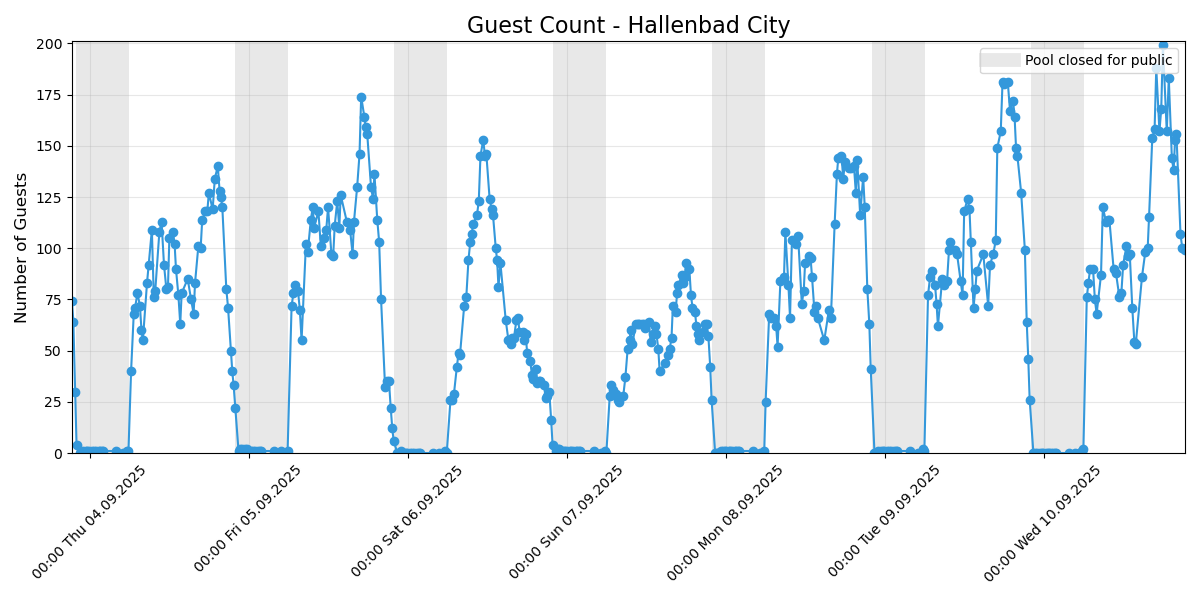 Guest Count - Hallenbad City
Pool closed for public
Number of Guests
200
175
150
125
100
75
50
25
0
00:00 Thu 04.09.2025
00:00 Fri 05.09.2025
00:00 Sat 06.09.2025
00:00 Sun 07.09.2025
00:00 Mon 08.09.2025
00:00 Tue 09.09.2025
00:00 Wed 10.09.2025